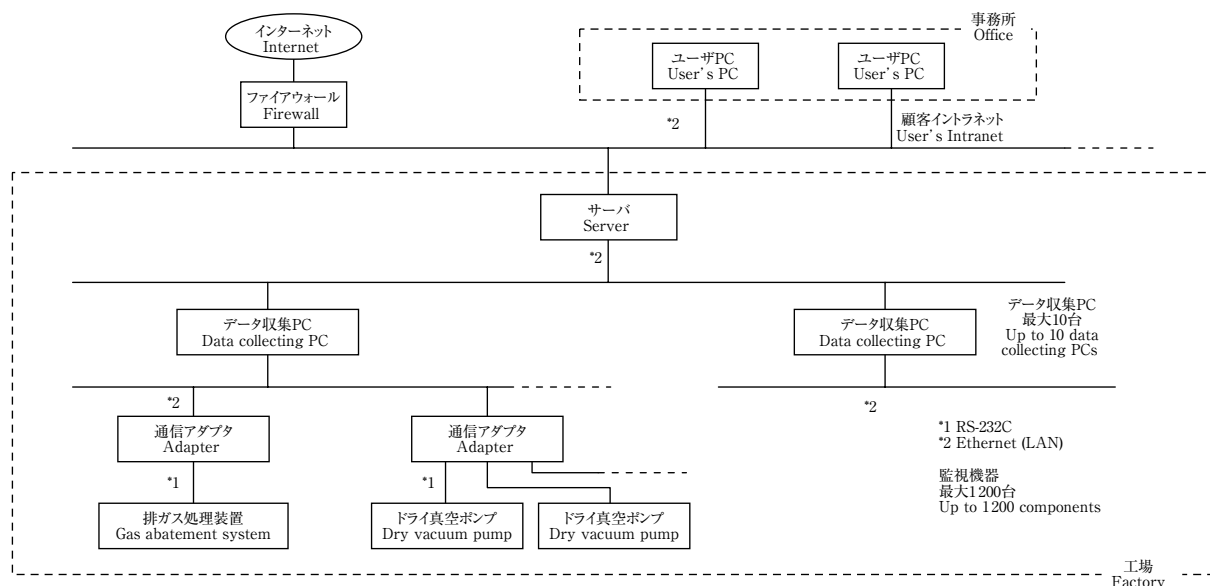 事務所
Office
インターネット
Internet
ユーザPC
User's PC
ユーザPC
User's PC
ファイアウォール
Firewall
*2
顧客イントラネット
User's Intranet
サーバ
Server
*2
データ収集PC
Data collecting PC
データ収集PC
Data collecting PC
データ収集PC
最大10台
Up to 10 data
collecting PCs
*2
*2
通信アダプタ
Adapter
通信アダプタ
Adapter
*1 RS-232C
*2 Ethernet (LAN)
*1
*1
監視機器
最大1200台
Up to 1200 components
排ガス処理装置
Gas abatement system
ドライ真空ポンプ
Dry vacuum pump
ドライ真空ポンプ
Dry vacuum pump
工場
Factory